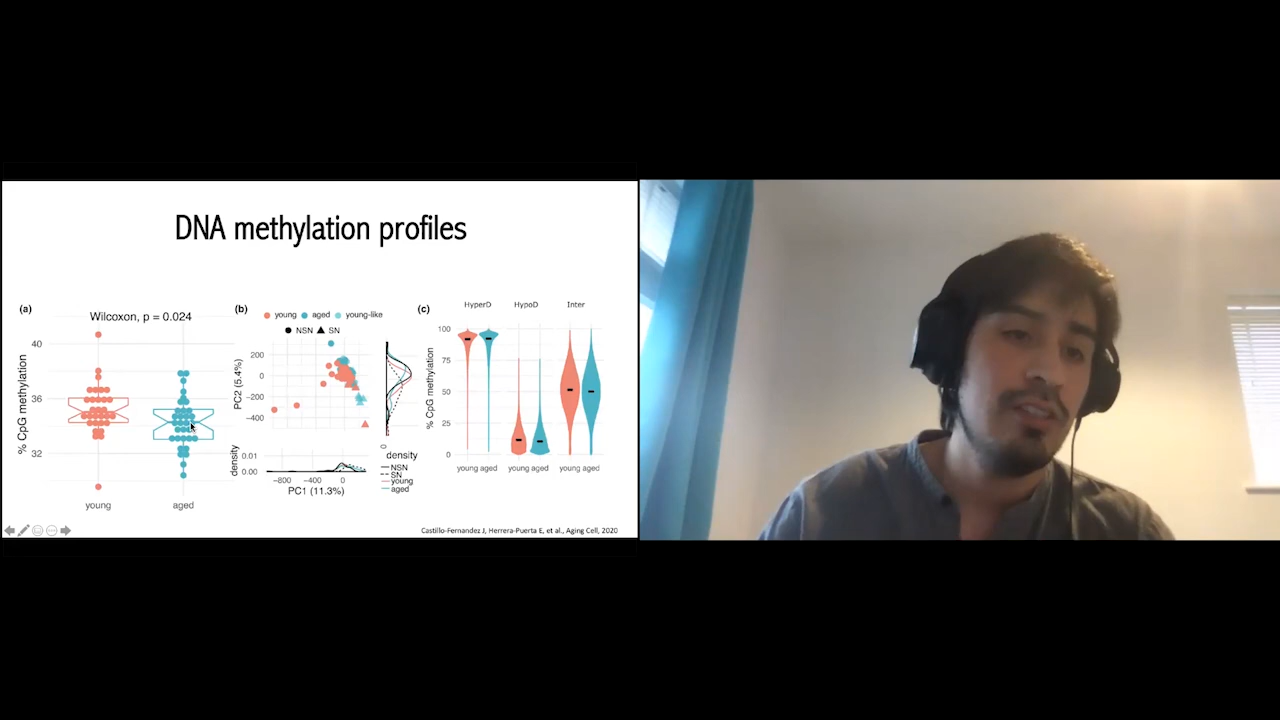 DNA methylation profiles
(a)
Wilcoxon, p = 0.024
% CpG methylation
40
36
32
young
aged
(b)
young aged young-like
NSN SN
PC2 (5.4%)
200
0
−200
−400
density
0.01
0.00
−800
−400
0
PC1 (11.3%)
0
density
NSN
SN
young
aged
(c)
HyperD
HypoD
Inter
% CpG methylation
100
75
50
25
0
young aged
young aged
young aged
Castillo-Fernandez J, Herrera-Puerta E, et al., Aging Cell, 2020